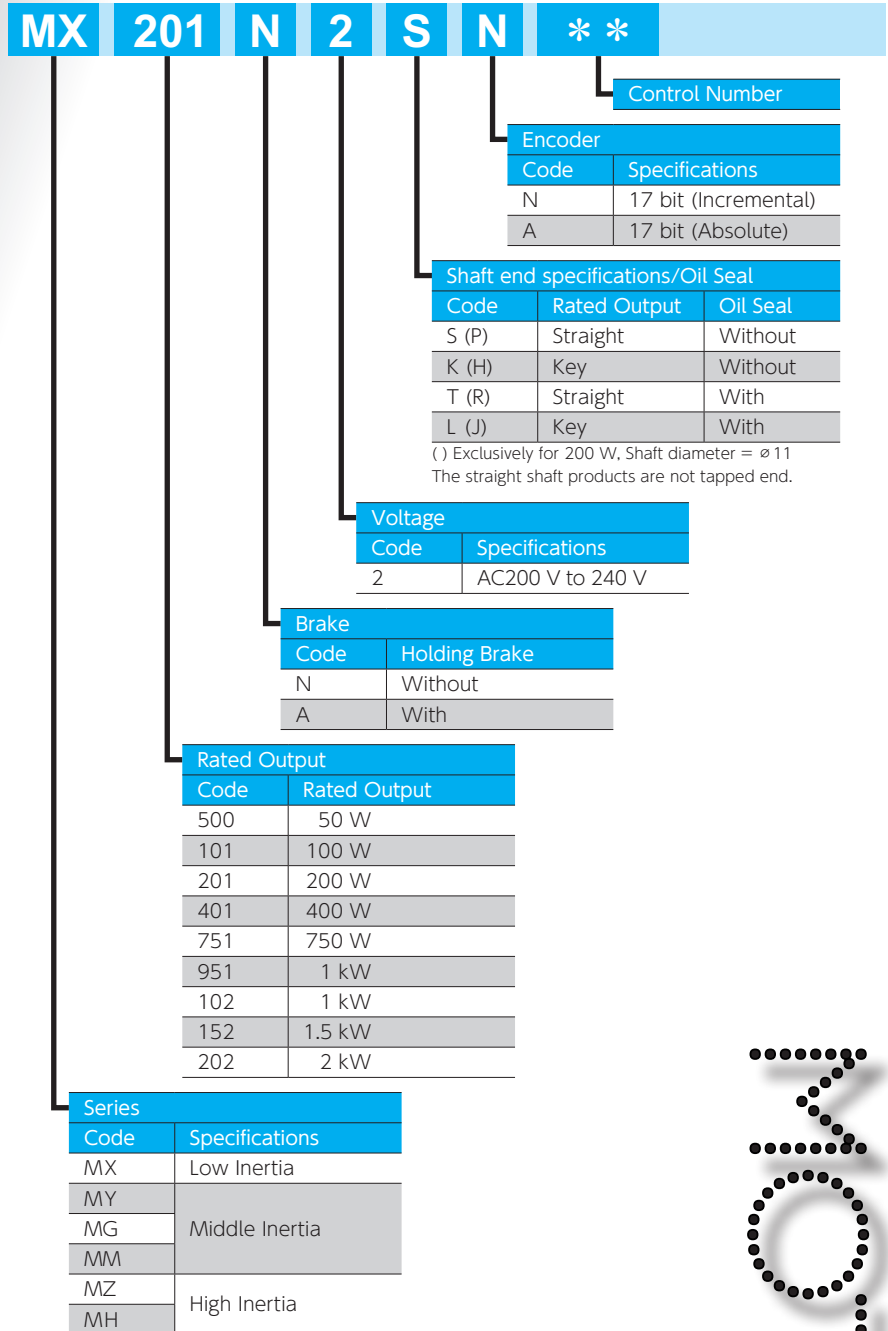 MX 201 N 2 S N **
Control Number
Encoder
Code Specifications
N 17 bit (Incremental)
A 17 bit (Absolute)
Shaft end specifications/Oil Seal
Code Rated Output Oil Seal
S (P) Straight Without
K (H) Key Without
T (R) Straight With
L (J) Key With
( ) Exclusively for 200 W, Shaft diameter = ⌀11
The straight shaft products are not tapped end.
Voltage
Code Specifications
2 AC200 V to 240 V
Brake
Code Holding Brake
N Without
A With
Rated Output
Code Rated Output
500 50 W
101 100 W
201 200 W
401 400 W
751 750 W
951 1 kW
102 1 kW
152 1.5 kW
202 2 kW
Series
Code Specifications
MX Low Inertia
MY
MG Middle Inertia
MM
MZ High Inertia
MH